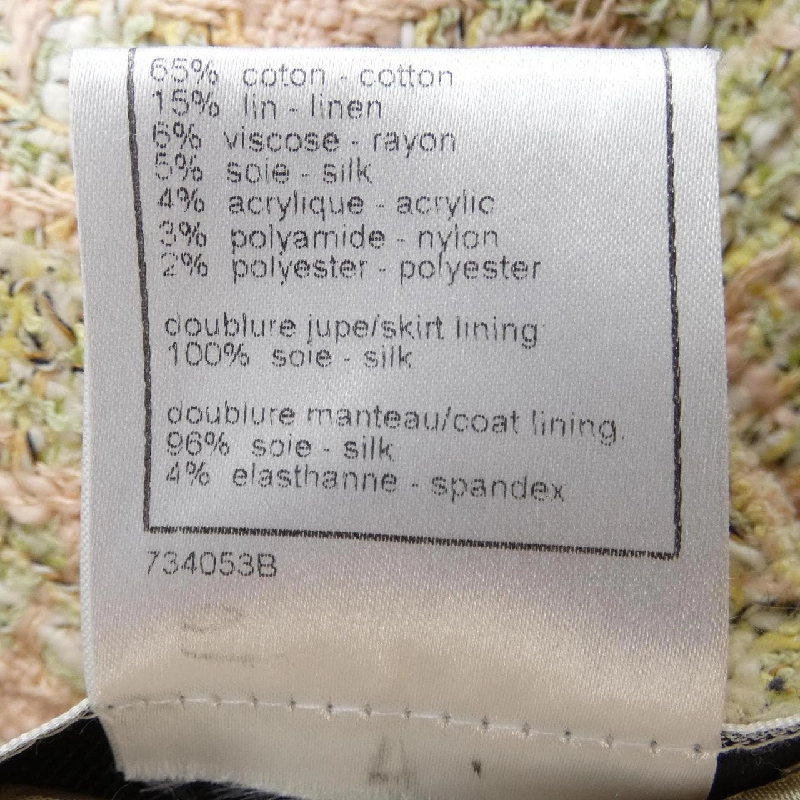 65% coton - cotton
15% lin - linen
6% viscose - rayon
5% soie - silk
4% acrylique - acrylic
3% polyamide - nylon
2% polyester - polyester
doublure jupe/skirt lining
100% soie - silk
doublure manteau/coat lining
96% soie - silk
4% elasthanne - spandex
734053B